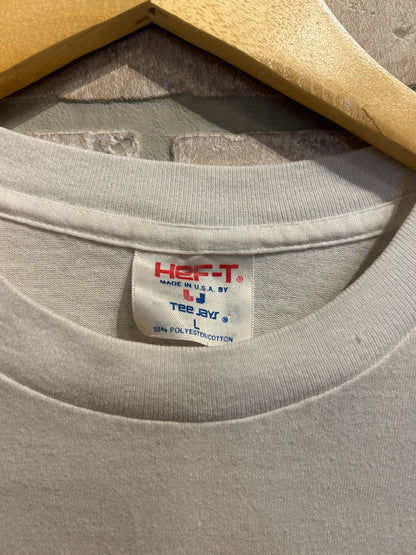 HEF-T®
MADE IN U.S.A. BY
TEE JAYS®
L
50% POLYESTER/COTTON